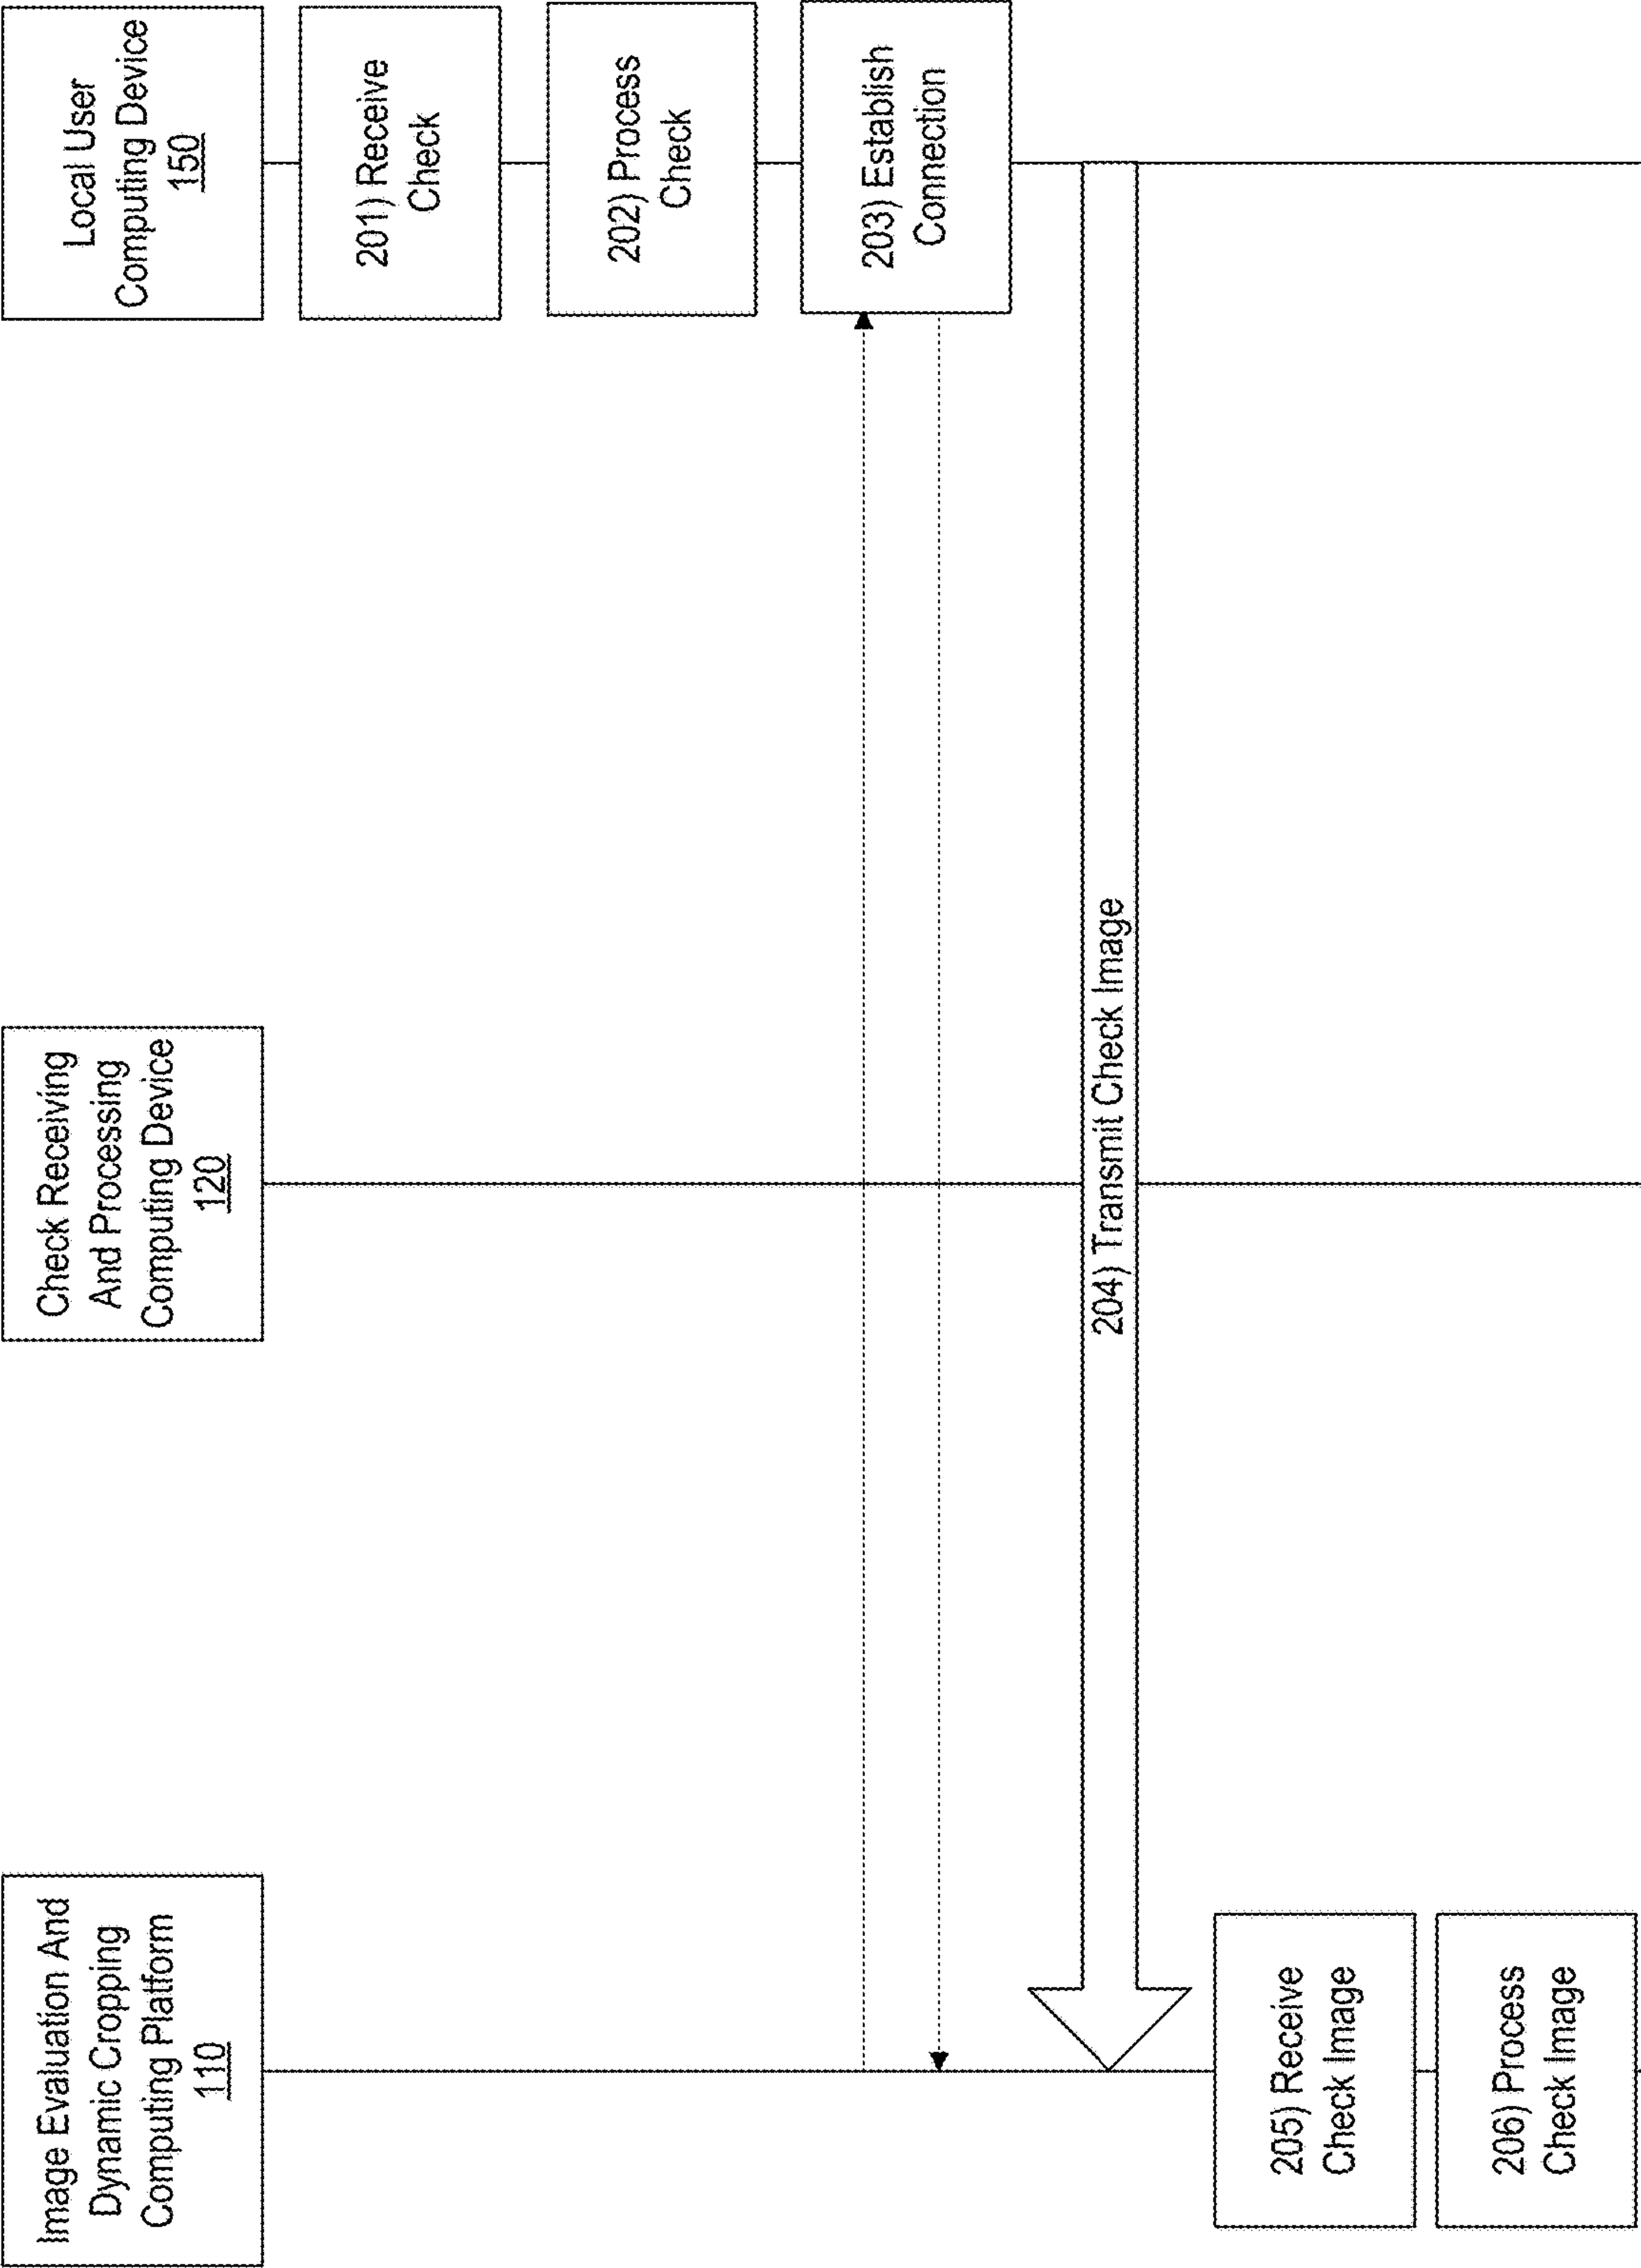 Image Evaluation And
Dynamic Cropping
Computing Platform
110
Check Receiving
And Processing
Computing Device
120
Local User
Computing Device
150
201) Receive
Check
202) Process
Check
203) Establish
Connection
204) Transmit Check Image
205) Receive
Check Image
206) Process
Check Image